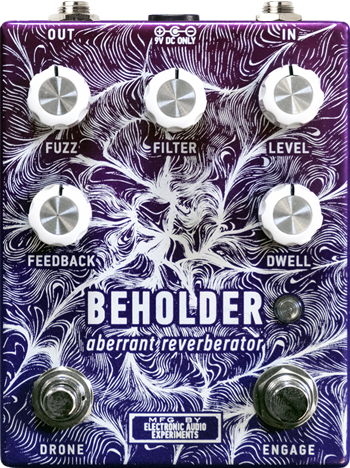 OUT
IN
9V DC ONLY
FUZZ
FILTER
LEVEL
FEEDBACK
DWELL
BEHOLDER
aberrant reverberator
MFG BY
ELECTRONIC AUDIO
EXPERIMENTS
DRONE
ENGAGE